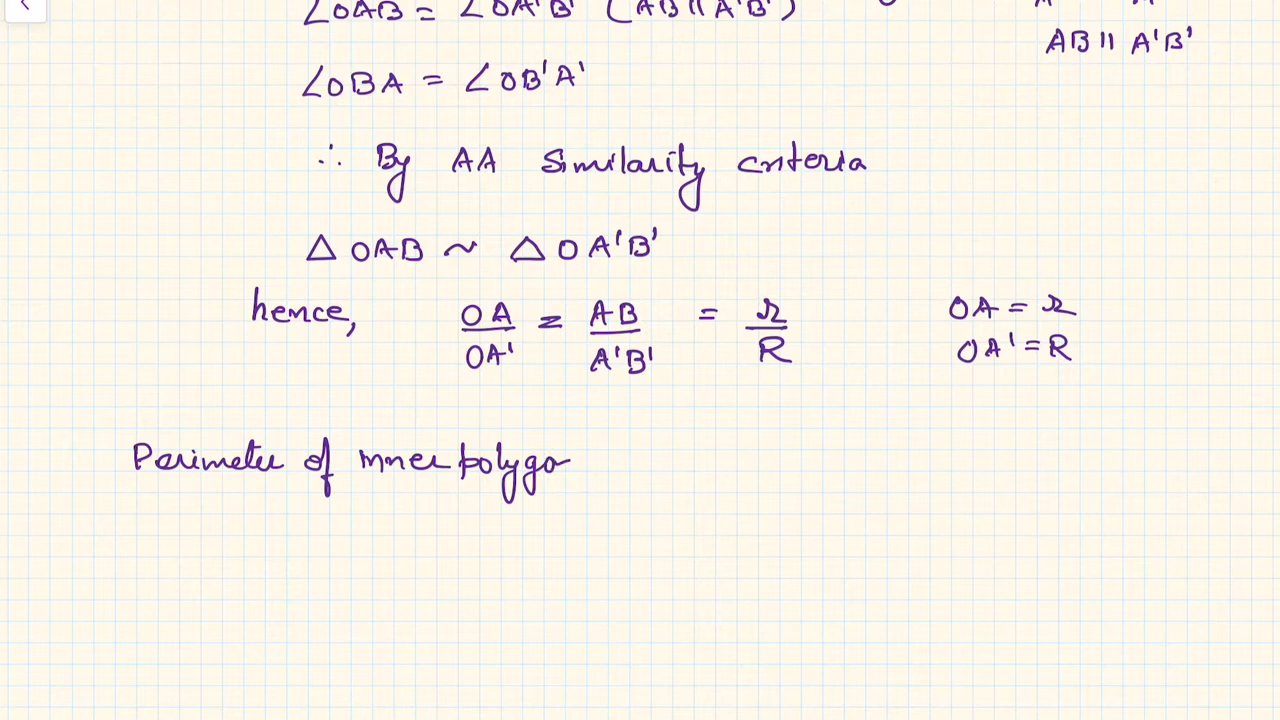 ∠OAB = ∠OA'B' (AB || A'B')
AB || A'B'
∠OBA = ∠OB'A'
∴ By AA Similarity criteria
△ OAB ~ △ OA'B'
hence, OA/OA' = AB/A'B' = r/R
OA = r
OA' = R
Perimeter of inner polygo